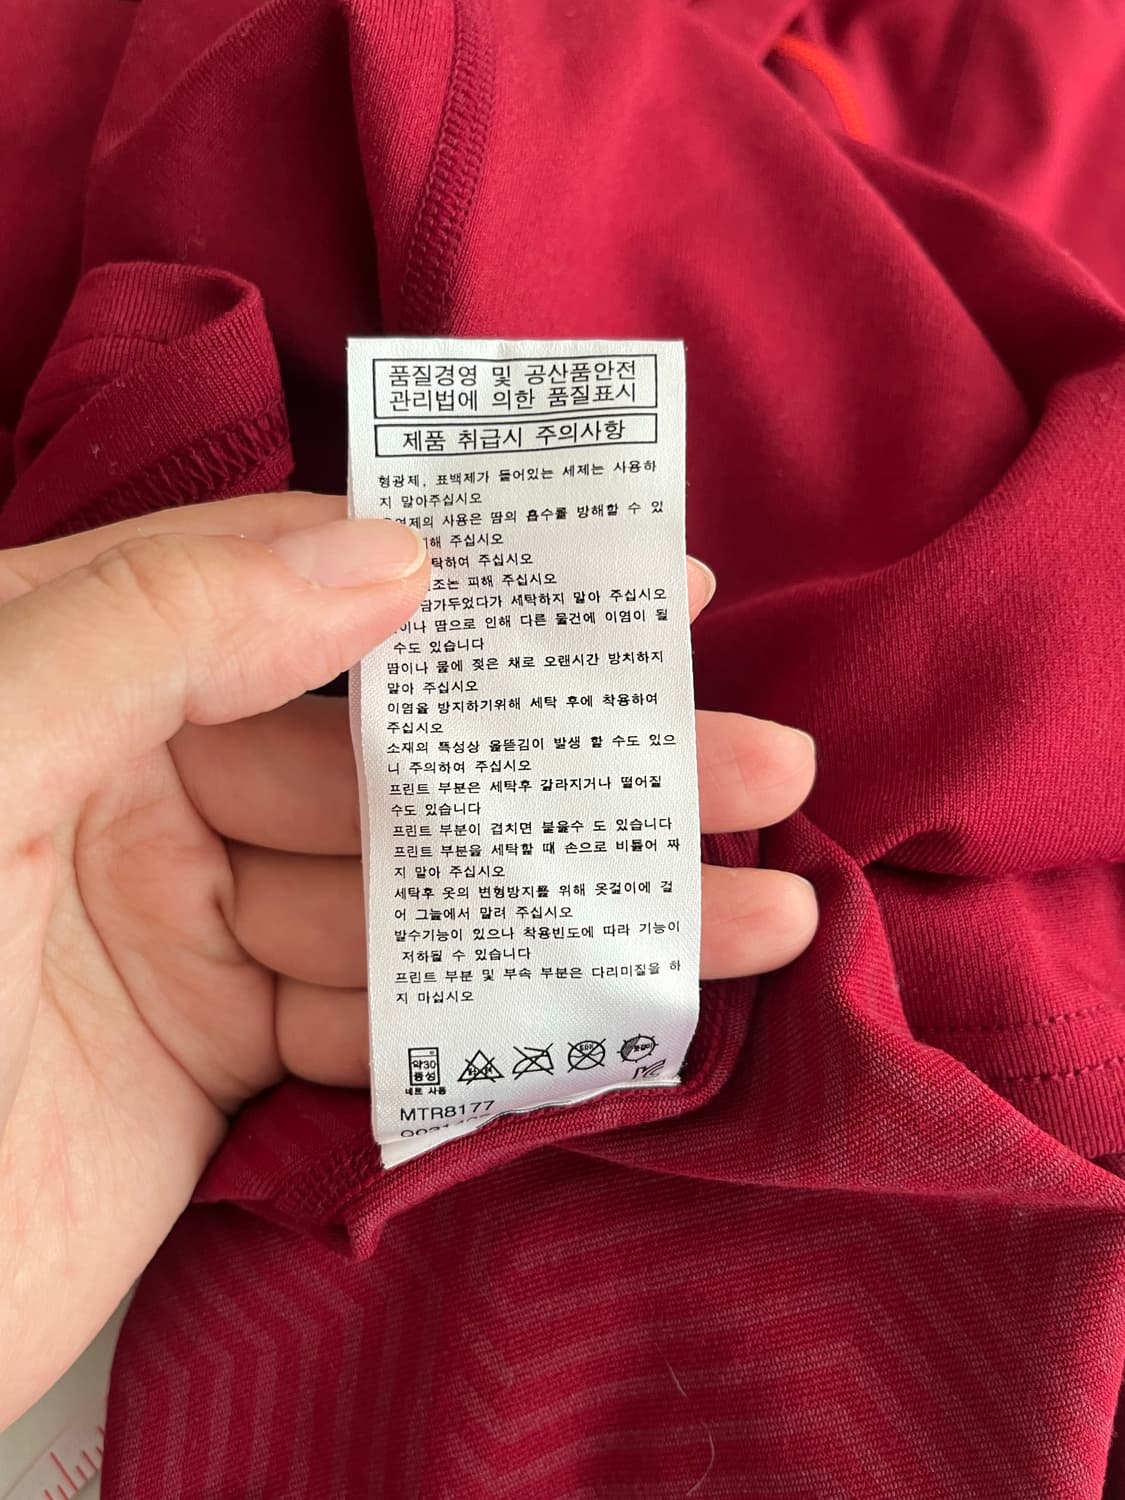 품질경영 및 공산품안전
관리법에 의한 품질표시
제품 취급시 주의사항
형광제, 표백제가 들어있는 세제는 사용하
지 말아주십시오
제의 사용은 땀의 흡수를 방해할 수 있
해 주십시오
탁하여 주십시오
조는 피해 주십시오
담가두었다가 세탁하지 말아 주십시오
이나 땀으로 인해 다른 물건에 이염이 될
수도 있습니다
땀이나 물에 젖은 채로 오랜시간 방치하지
말아 주십시오
이염을 방지하기위해 세탁 후에 착용하여
주십시오
소재의 특성상 올뜯김이 발생 할 수도 있으
니 주의하여 주십시오
프린트 부분은 세탁후 갈라지거나 떨어질
수도 있습니다
프린트 부분이 겹치면 붙을수 도 있습니다
프린트 부분을 세탁할 때 손으로 비틀어 짜
지 말아 주십시오
세탁후 옷의 변형방지를 위해 옷걸이에 걸
어 그늘에서 말려 주십시오
발수기능이 있으나 착용빈도에 따라 기능이
저하될 수 있습니다
프린트 부분 및 부속 부분은 다리미질을 하
지 마십시오
약30
중성
네트 사용
옷걸이
MTR8177